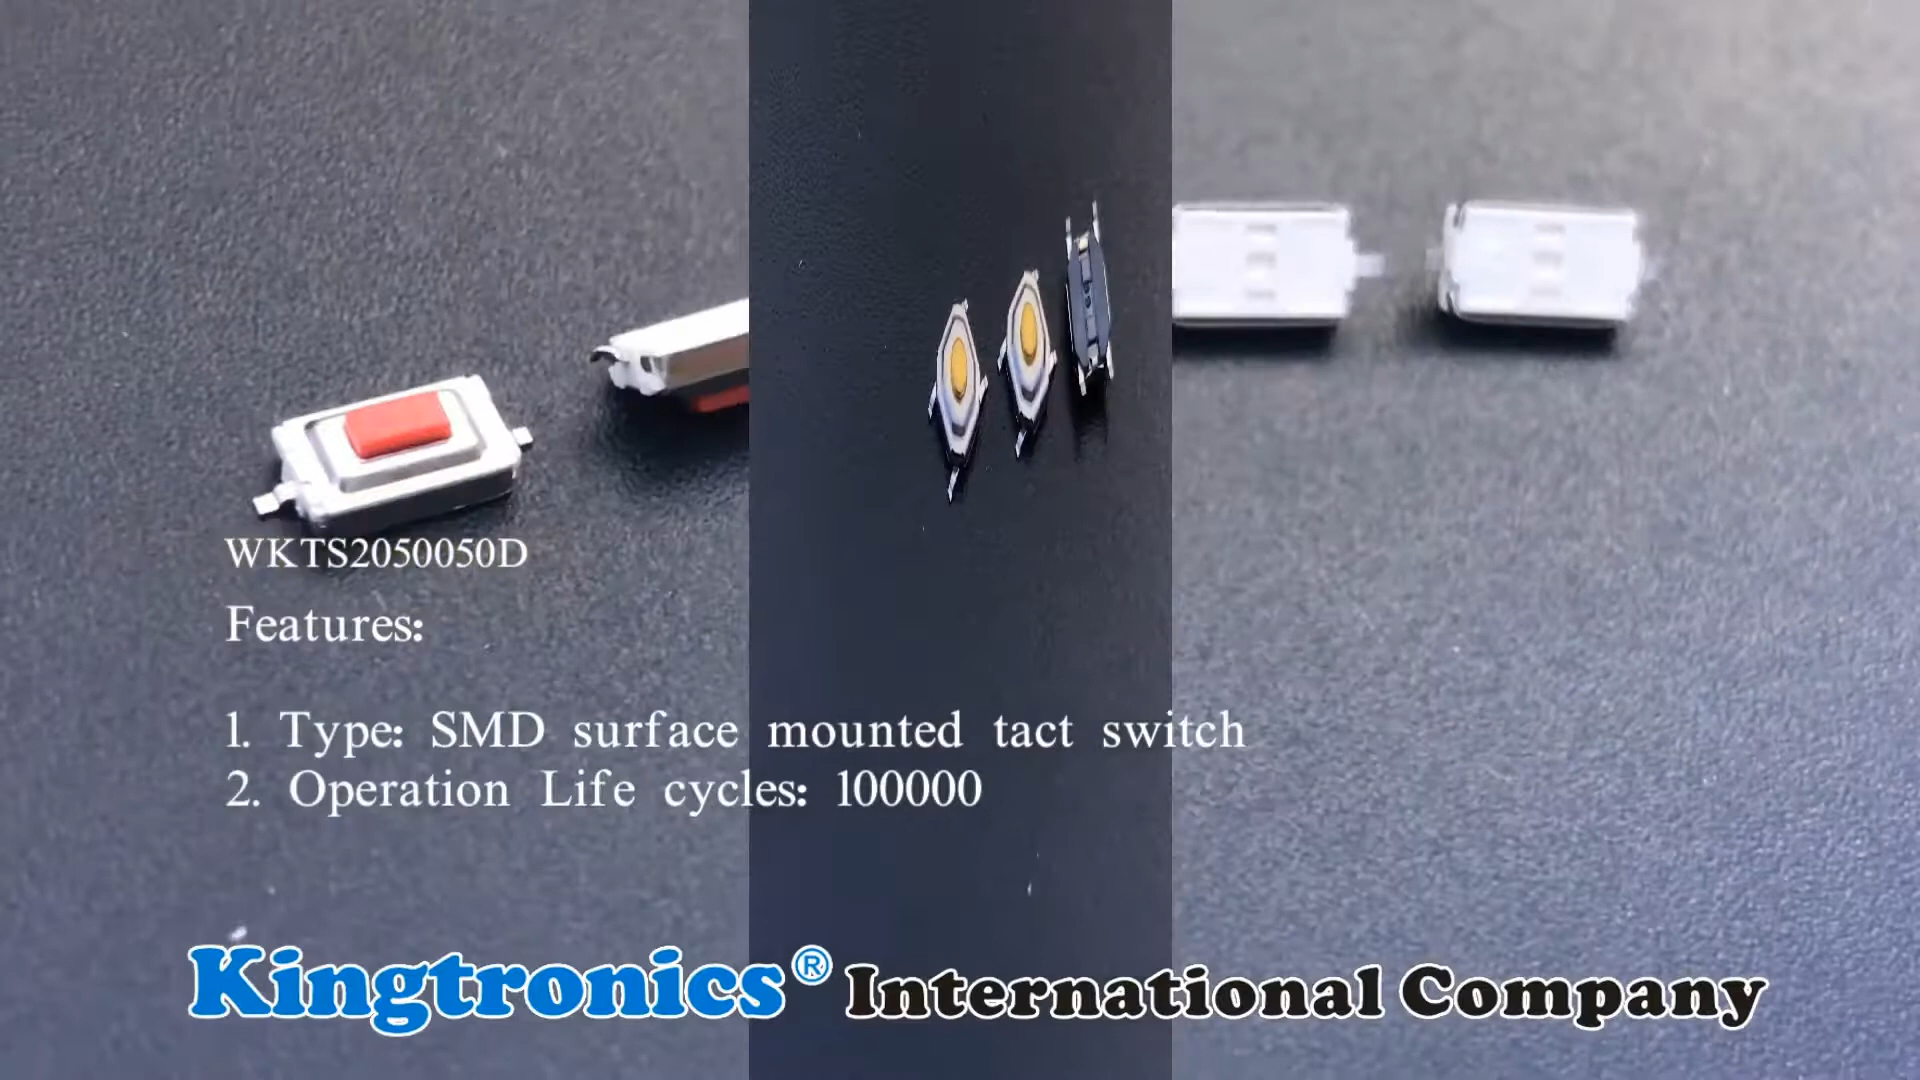 WKTS2050050D
Features:
1. Type: SMD surface mounted tact switch
2. Operation Life cycles: 100000
Kingtronics® International Company